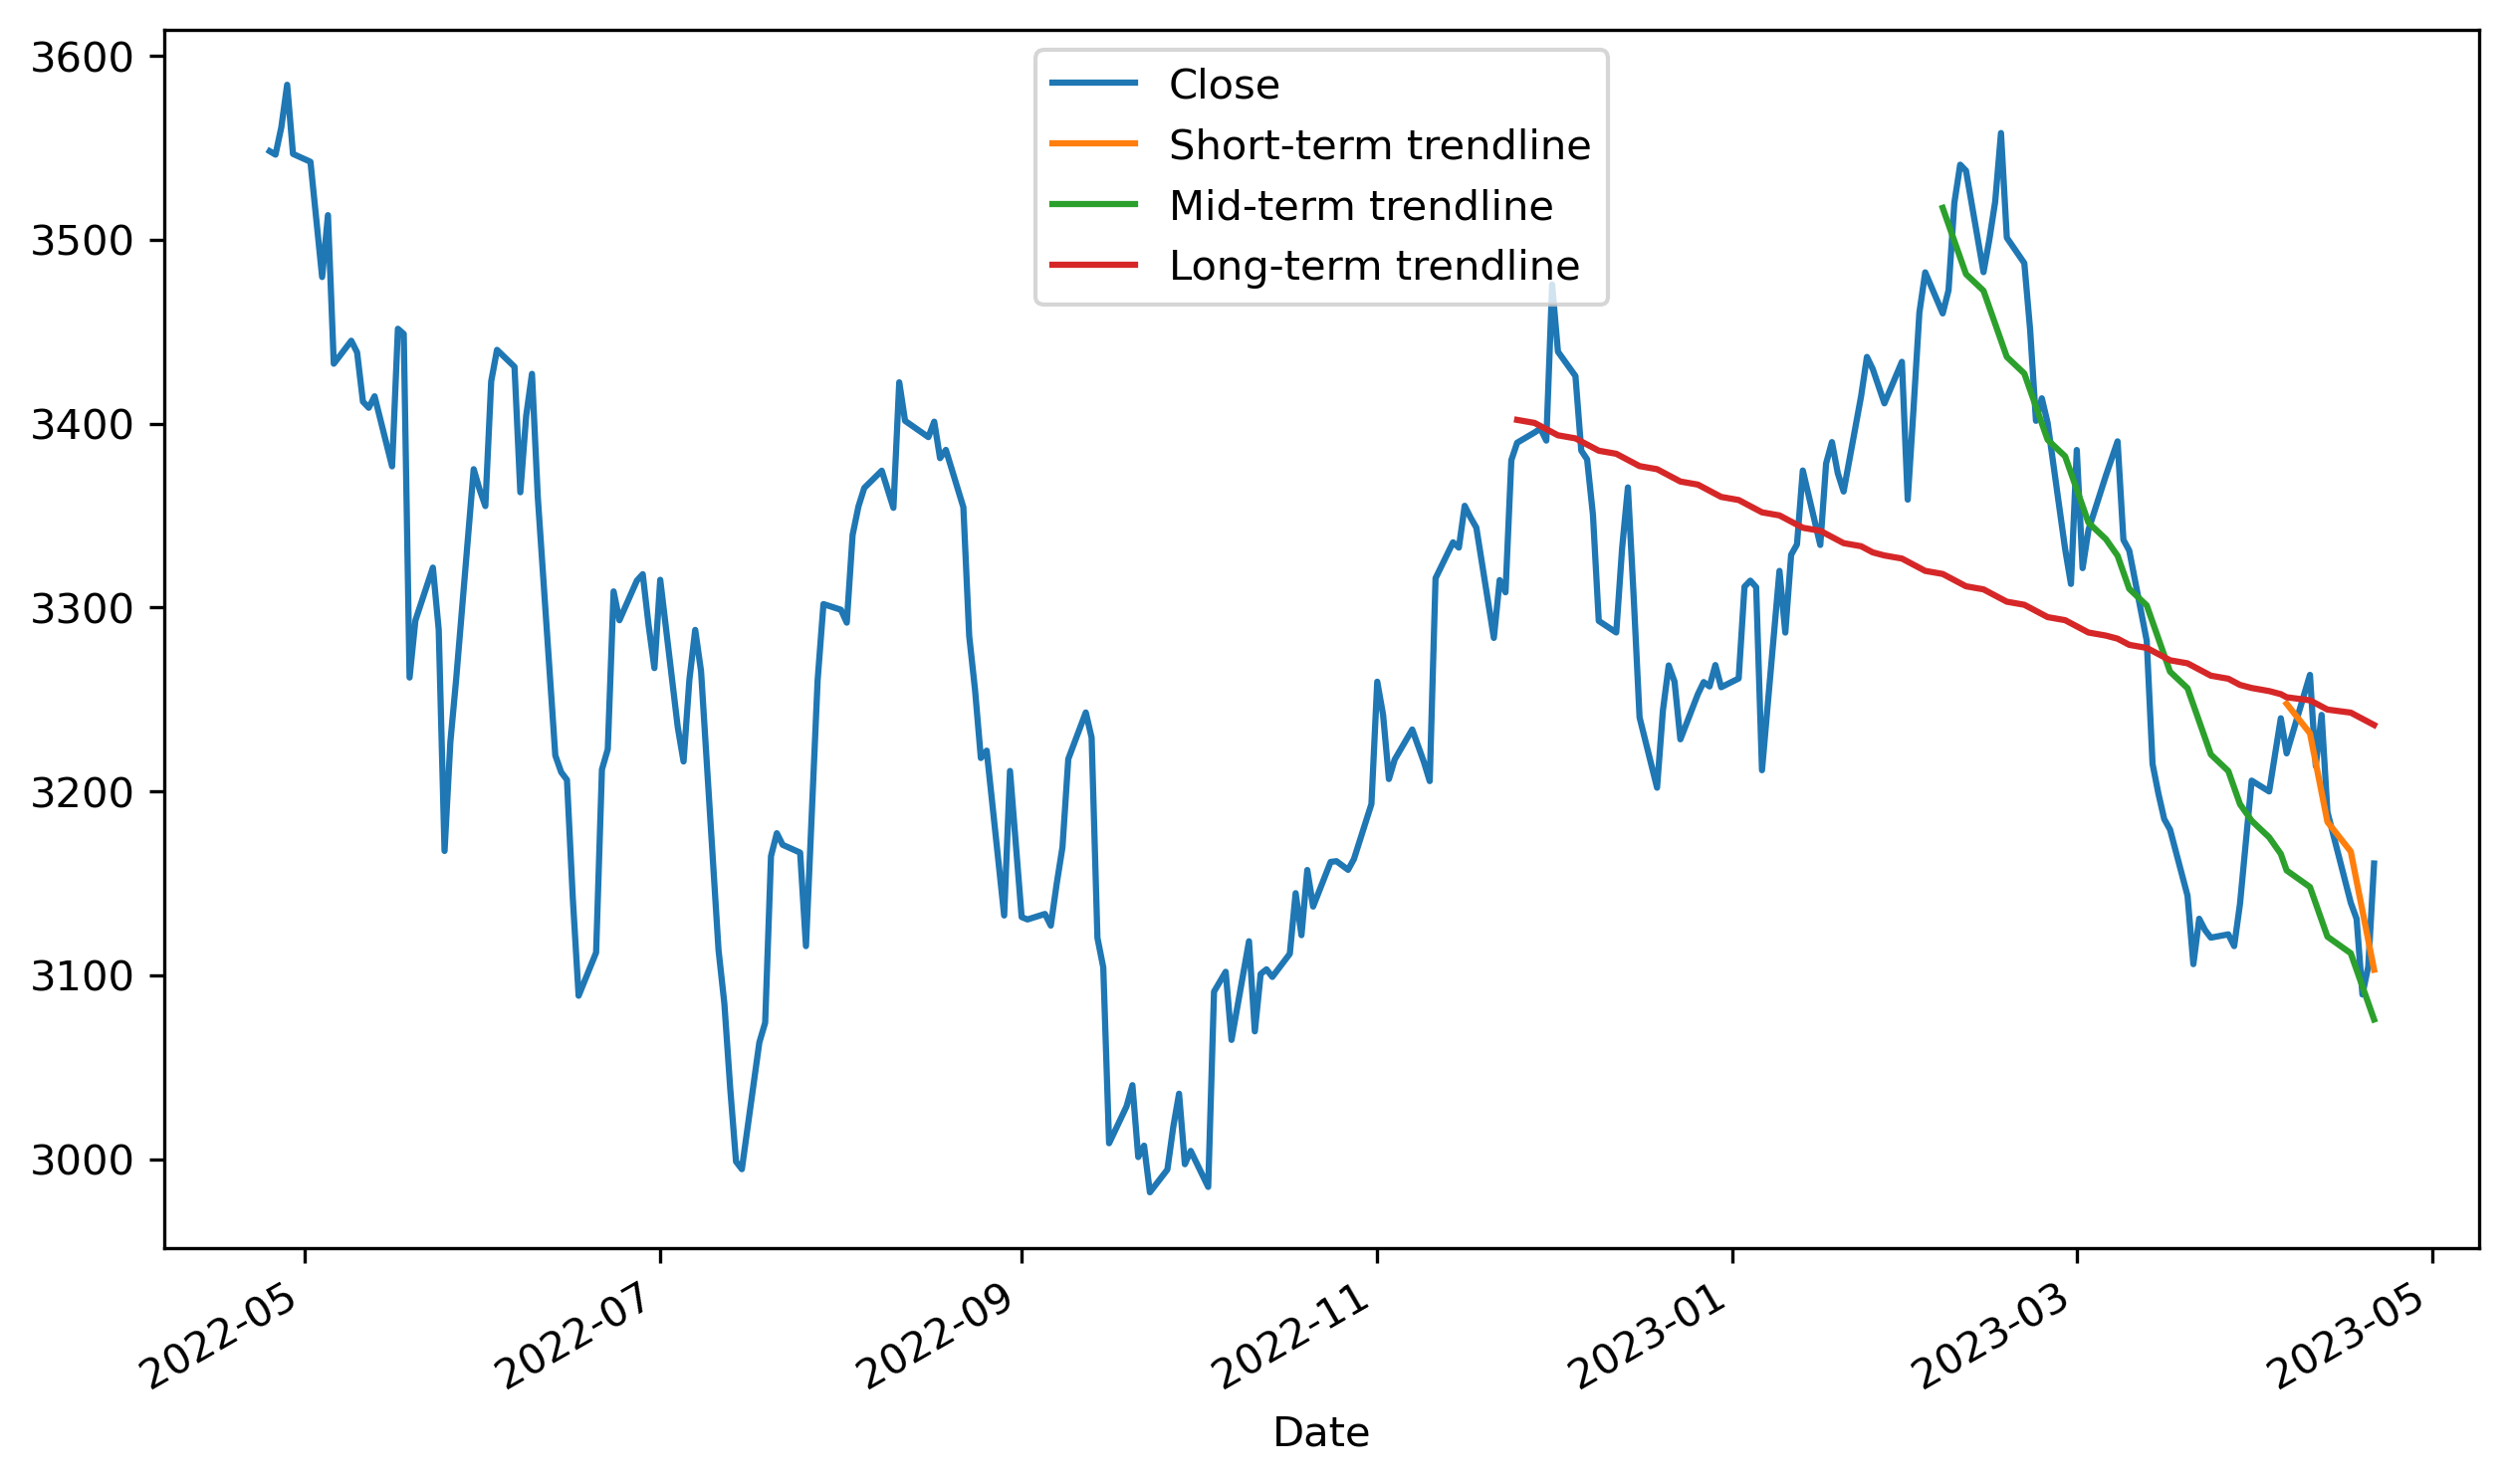 3600
3500
3400
3300
3200
3100
3000
Close
Short-term trendline
Mid-term trendline
Long-term trendline
2022-05
2022-07
2022-09
2022-11
2023-01
2023-03
2023-05
Date